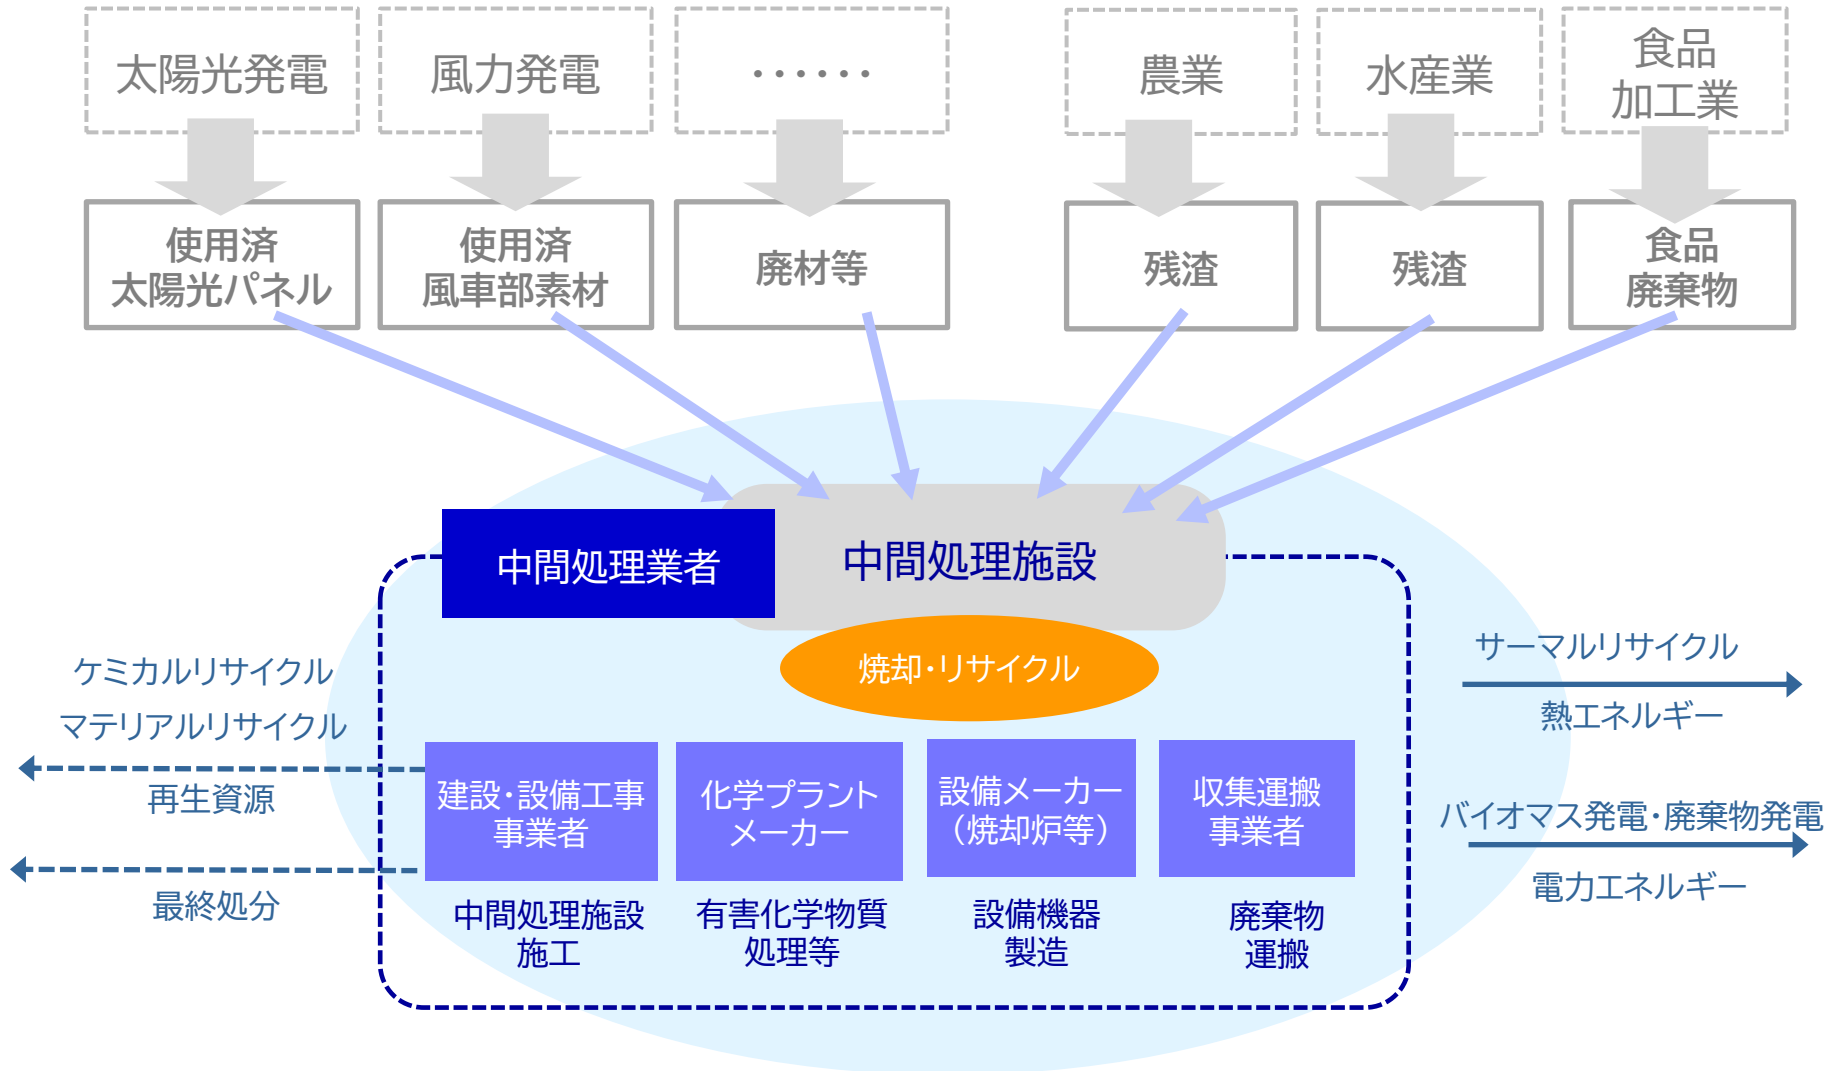 太陽光発電
風力発電
……
農業
水産業
食品
加工業
使用済
太陽光パネル
使用済
風車部素材
廃材等
残渣
残渣
食品
廃棄物
中間処理業者
中間処理施設
焼却・リサイクル
ケミカルリサイクル
マテリアルリサイクル
再生資源
最終処分
サーマルリサイクル
熱エネルギー
バイオマス発電・廃棄物発電
電力エネルギー
建設・設備工事
事業者
化学プラント
メーカー
設備メーカー
（焼却炉等）
収集運搬
事業者
中間処理施設
施工
有害化学物質
処理等
設備機器
製造
廃棄物
運搬